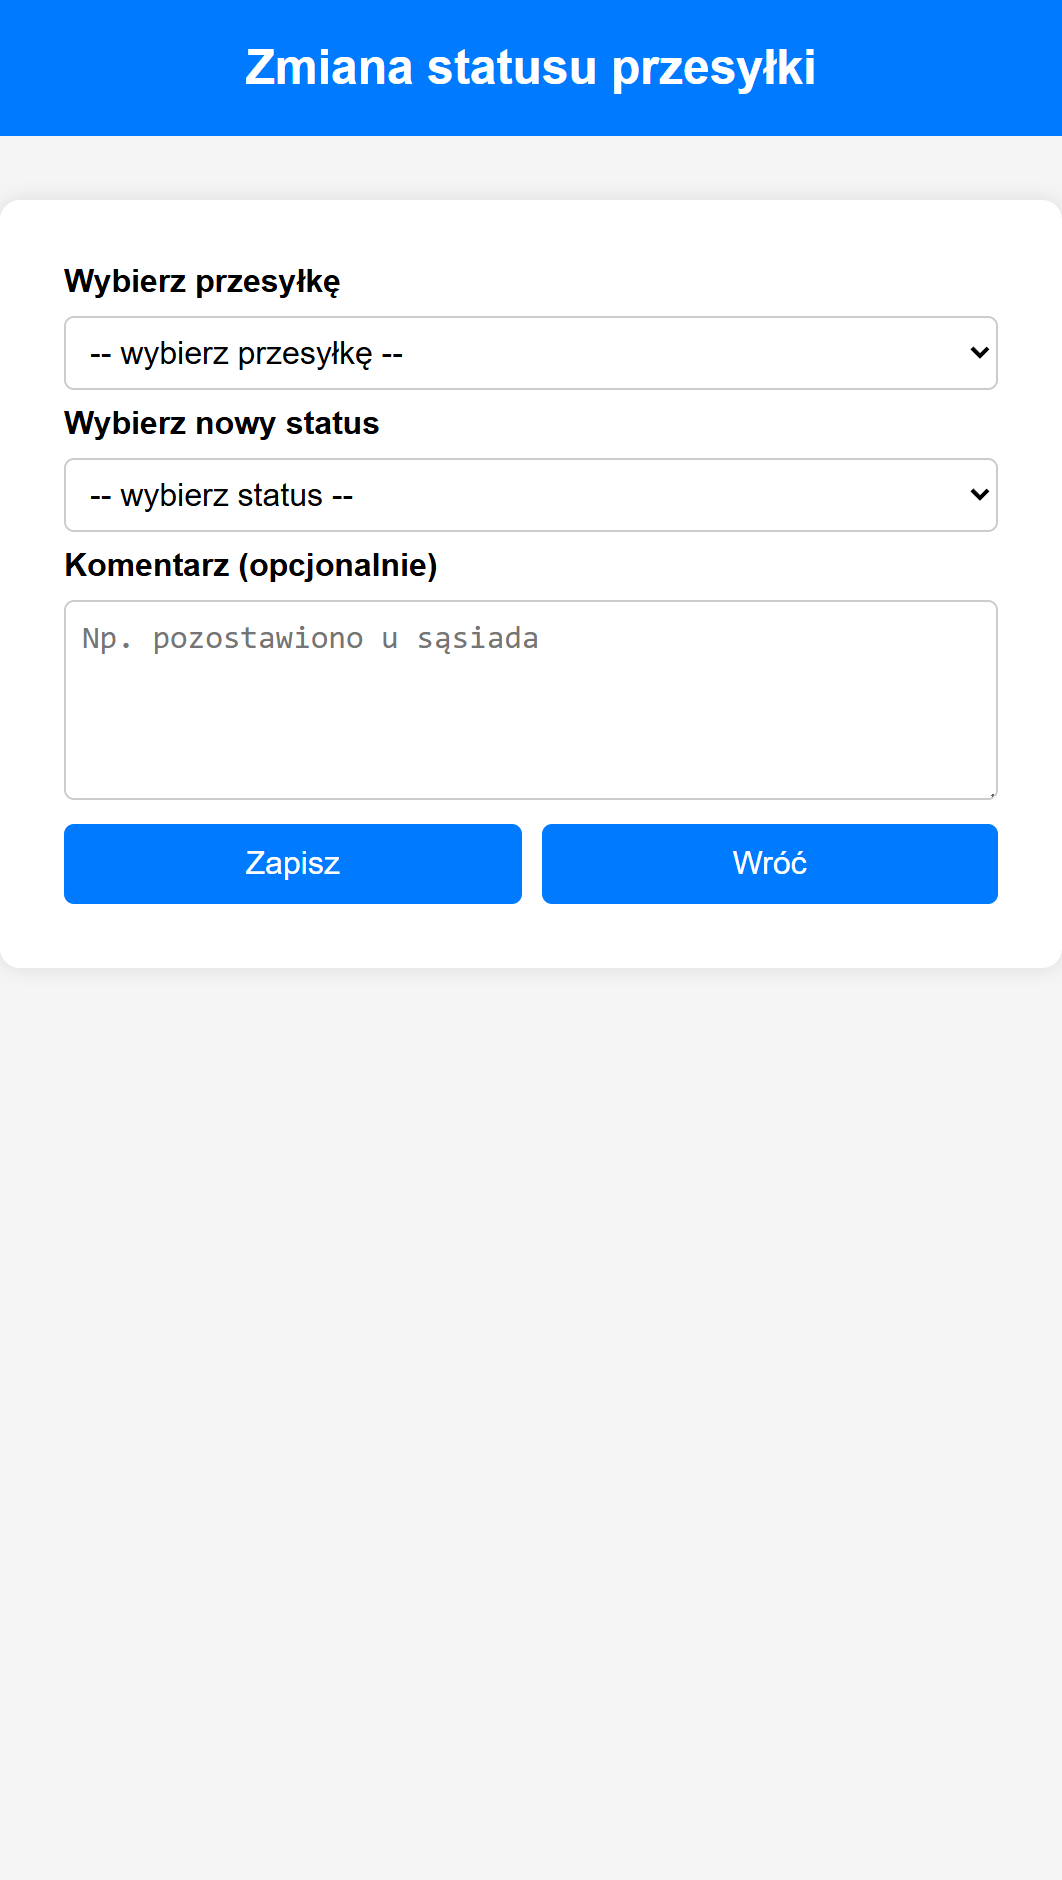 Zmiana statusu przesyłki
Wybierz przesyłkę
-- wybierz przesyłkę --
Wybierz nowy status
-- wybierz status --
Komentarz (opcjonalnie)
Np. pozostawiono u sąsiada
Zapisz
Wróć